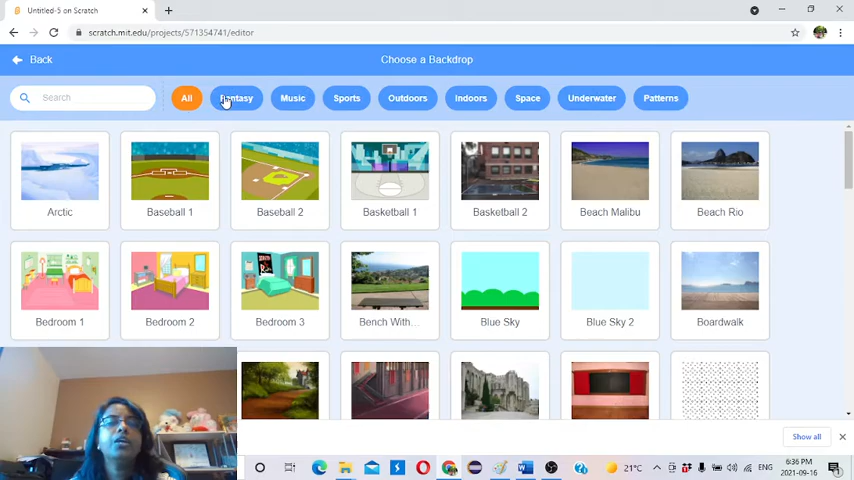 Untitled-5 on Scratch
scratch.mit.edu/projects/571354741/editor
Back
Choose a Backdrop
Search
All
Fantasy
Music
Sports
Outdoors
Indoors
Space
Underwater
Patterns
Arctic
Baseball 1
Baseball 2
Basketball 1
Basketball 2
Beach Malibu
Beach Rio
Bedroom 1
Bedroom 2
Bedroom 3
Bench With...
Blue Sky
Blue Sky 2
Boardwalk
Show all
21°C
ENG
6:36 PM
2021-09-16